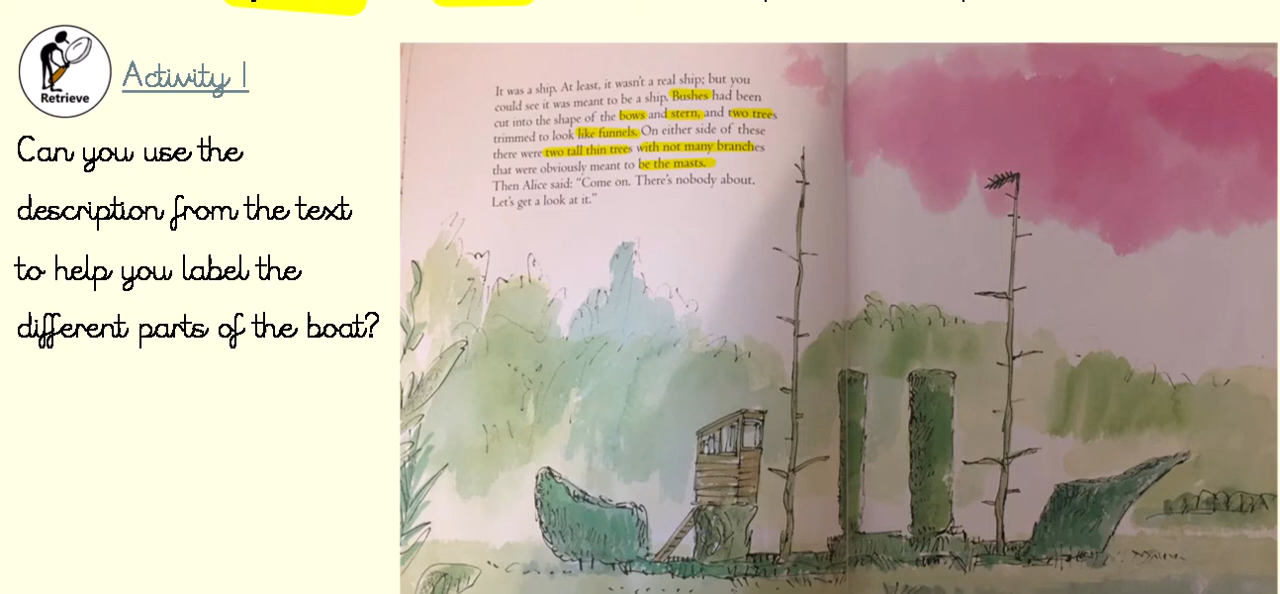 Retrieve
Activity 1
Can you use the
description from the text
to help you label the
different parts of the boat?
It was a ship. At least, it wasn't a real ship; but you
could see it was meant to be a ship. Bushes had been
cut into the shape of the bows and stern, and two trees
trimmed to look like funnels. On either side of these
there were two tall thin trees with not many branches
that were obviously meant to be the masts.
Then Alice said: "Come on. There's nobody about.
Let's get a look at it."